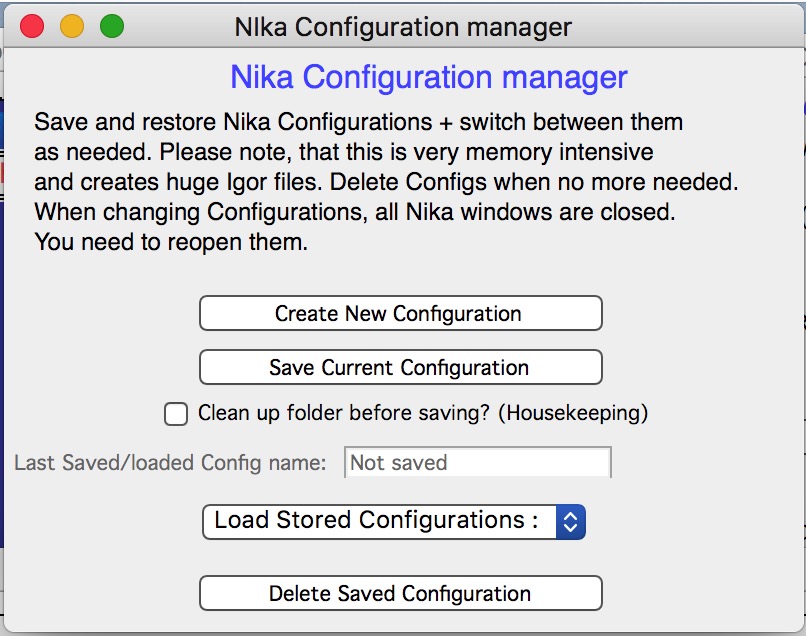 NIka Configuration manager
Nika Configuration manager
Save and restore Nika Configurations + switch between them
as needed. Please note, that this is very memory intensive
and creates huge Igor files. Delete Configs when no more needed.
When changing Configurations, all Nika windows are closed.
You need to reopen them.
Create New Configuration
Save Current Configuration
Clean up folder before saving? (Housekeeping)
Last Saved/loaded Config name: Not saved
Load Stored Configurations :
Delete Saved Configuration